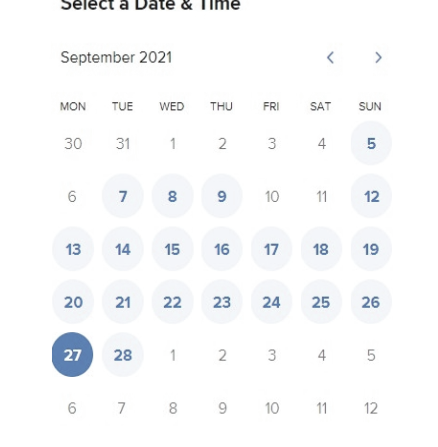 Select a Date & Time
September 2021
MON TUE WED THU FRI SAT SUN
30 31 1 2 3 4 5
6 7 8 9 10 11 12
13 14 15 16 17 18 19
20 21 22 23 24 25 26
27 28 1 2 3 4 5
6 7 8 9 10 11 12